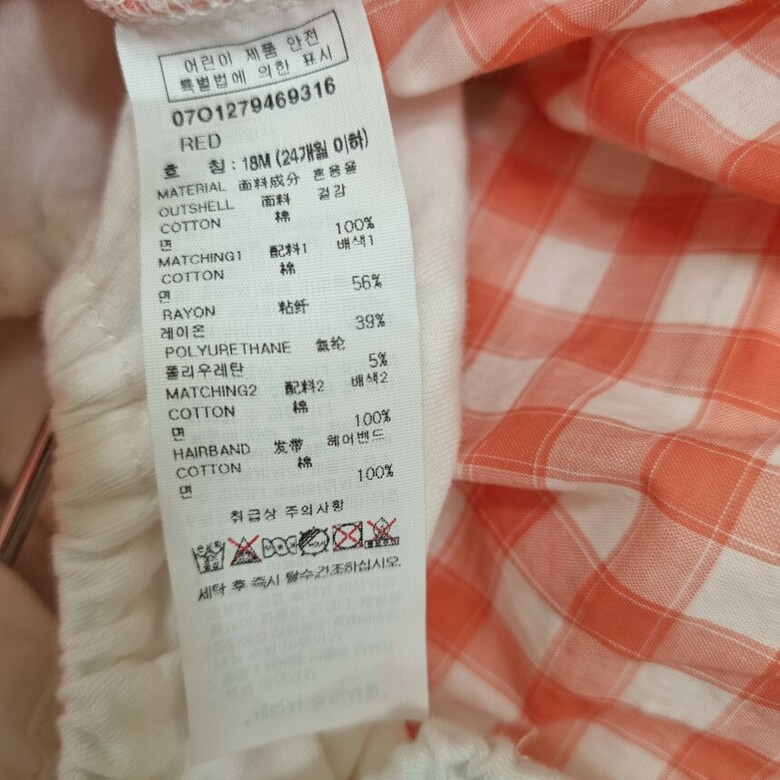 어린이 제품 안전
특별법에 의한 표시
07O1279469316
RED
호 칭 : 18M (24개월 이하)
MATERIAL 面料成分 혼용율
OUTSHELL 面料 겉감
COTTON 棉
면 100%
MATCHING1 配料1 배색1
COTTON 棉
면 56%
RAYON 粘纤
레이온 39%
POLYURETHANE 氨纶
폴리우레탄 5%
MATCHING2 配料2 배색2
COTTON 棉
면 100%
HAIRBAND 发带 헤어밴드
COTTON 棉
면 100%
취급상 주의사항
세탁 후 즉시 탈수건조하십시오.